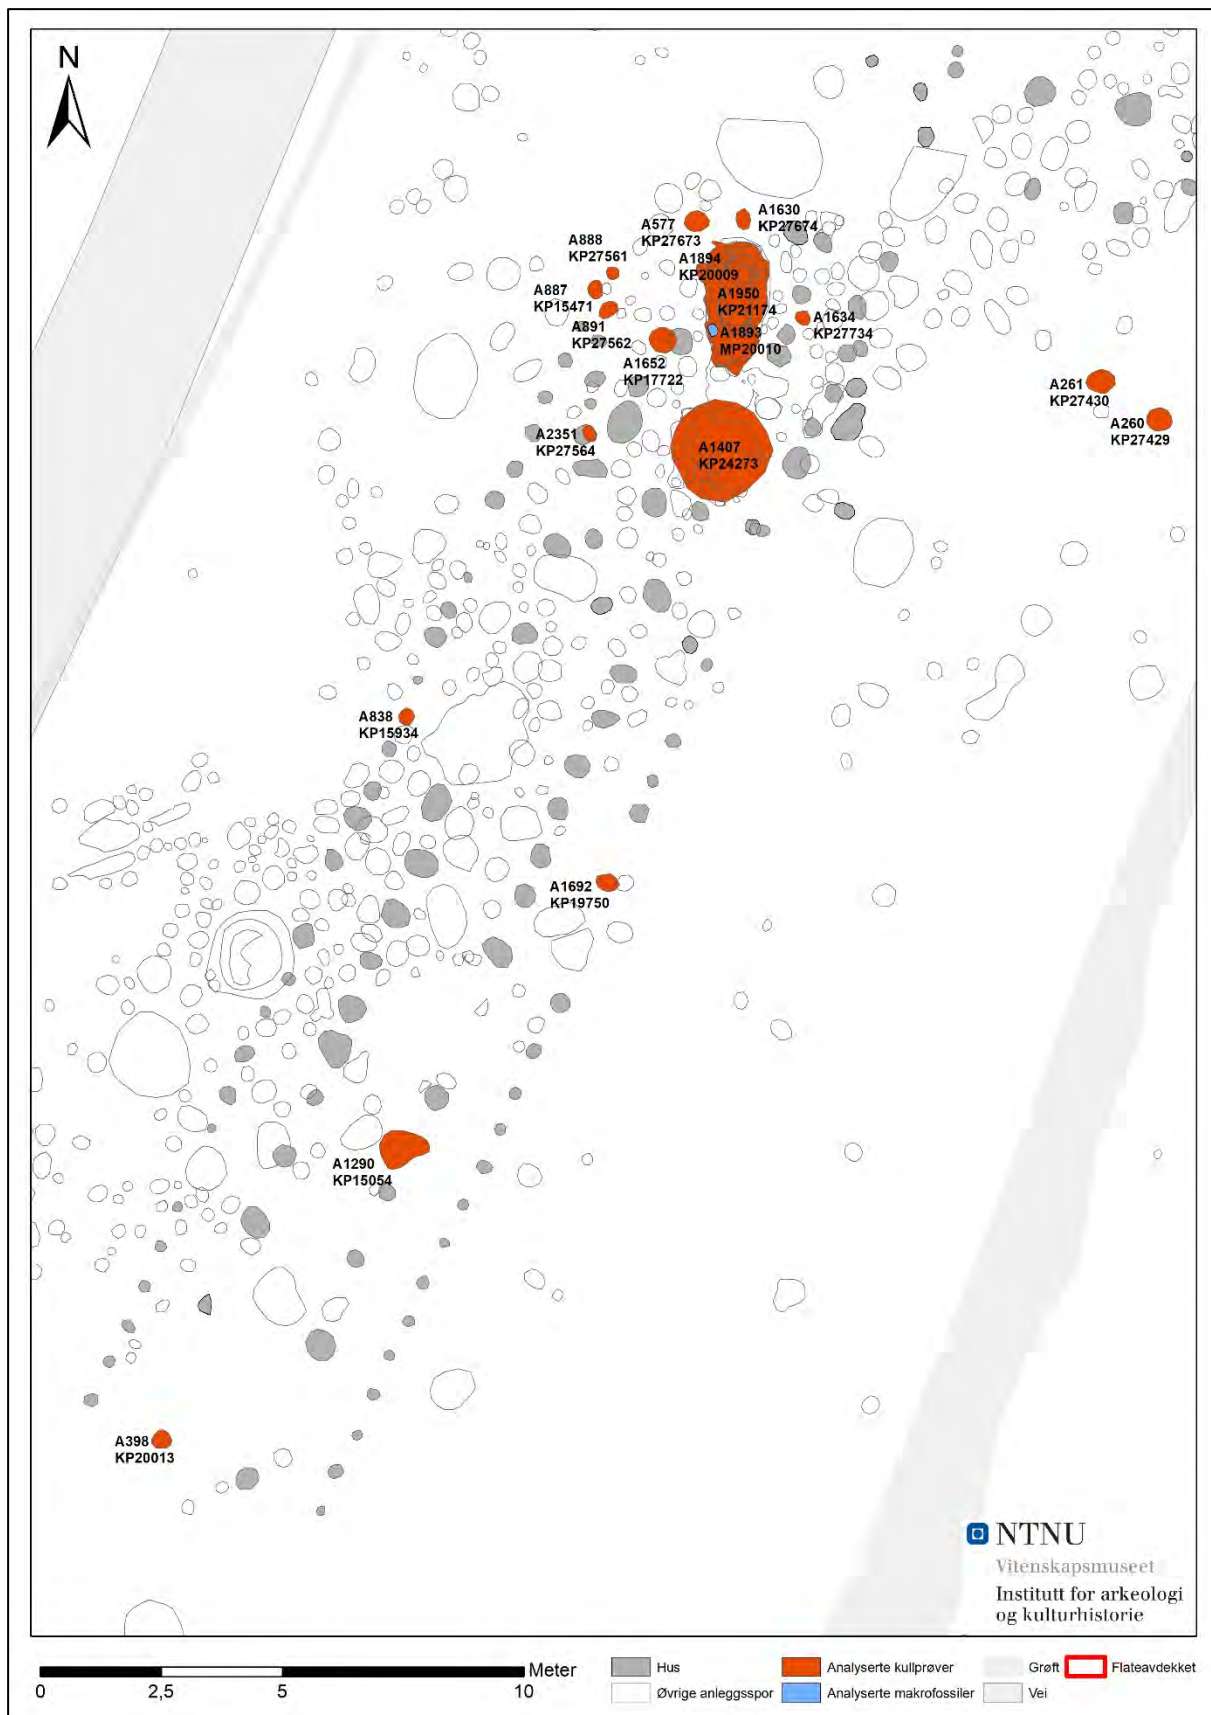 N
A1630
KP27674
A577
KP27673
A888
KP27561
A1894
KP20009
A887
KP15471
A1950
KP21174
A891
KP27562
A1893
MP20010
A1634
KP27734
A1652
KP17722
A261
KP27430
A260
KP27429
A2351
KP27564
A1407
KP24273
A838
KP15934
A1692
KP19750
A1290
KP15054
A398
KP20013
NTNU
Vitenskapsmuseet
Institutt for arkeologi
og kulturhistorie
Meter
0 2,5 5 10
Hus Analyserte kullprøver Grøft Flateavdekket
Øvrige anleggsspor Analyserte makrofossiler Vei